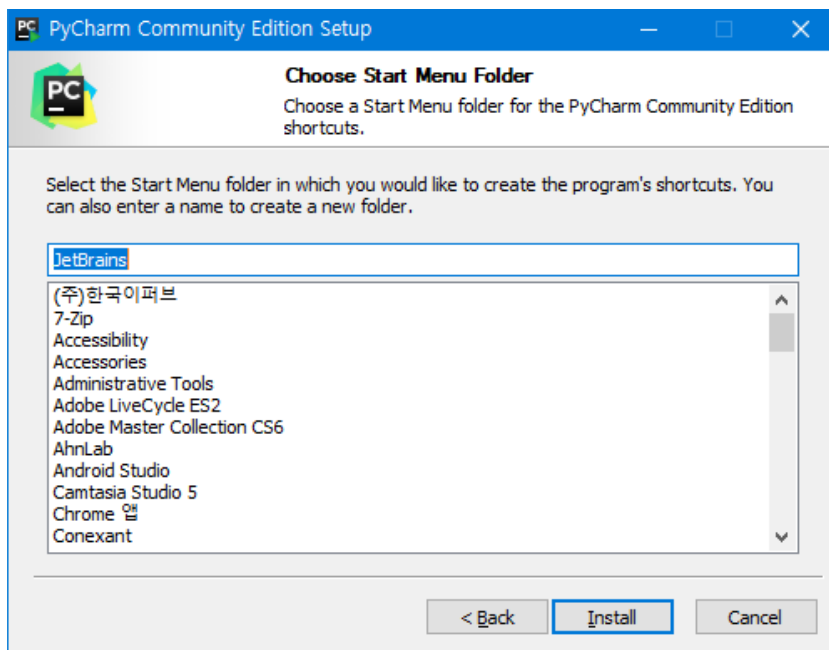 PC PyCharm Community Edition Setup
PC
Choose Start Menu Folder
Choose a Start Menu folder for the PyCharm Community Edition
shortcuts.
Select the Start Menu folder in which you would like to create the program's shortcuts. You
can also enter a name to create a new folder.
JetBrains
(주)한국이퍼브
7-Zip
Accessibility
Accessories
Administrative Tools
Adobe LiveCycle ES2
Adobe Master Collection CS6
AhnLab
Android Studio
Camtasia Studio 5
Chrome 앱
Conexant
< Back Install Cancel